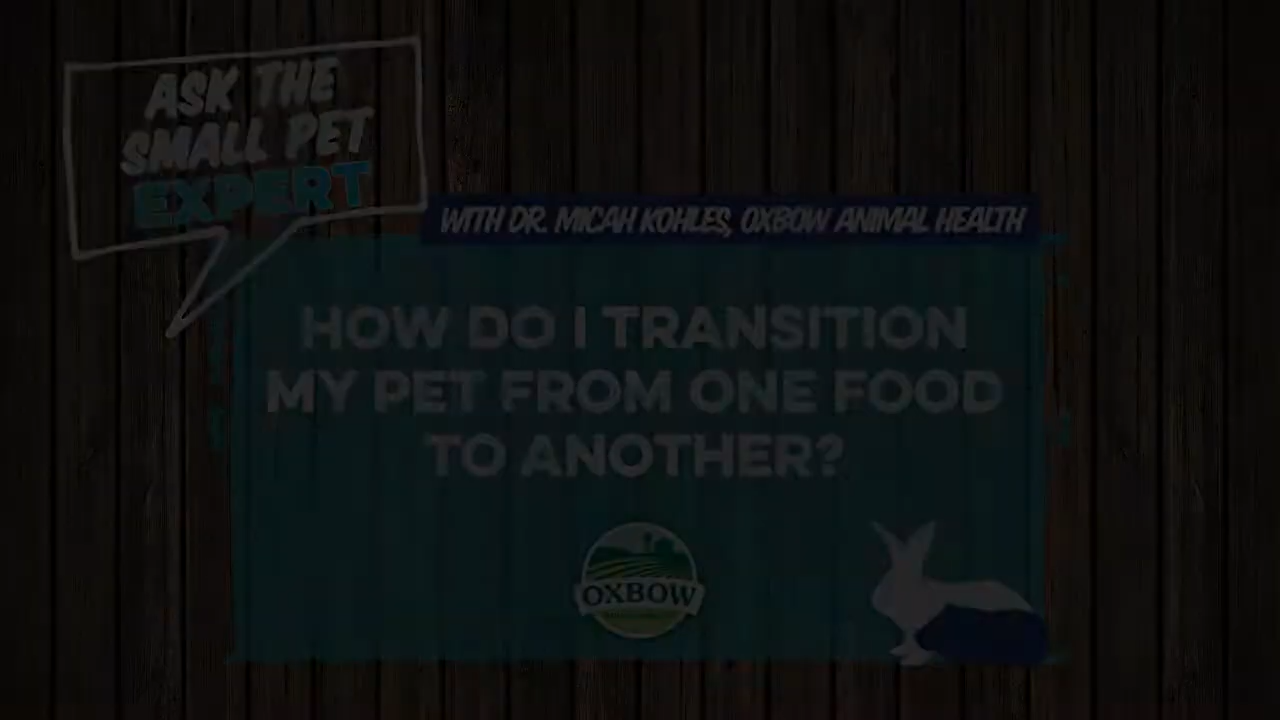 ASK THE
SMALL PET
EXPERT
WITH DR. MICAH KOHLES, OXBOW ANIMAL HEALTH
HOW DO I TRANSITION
MY PET FROM ONE FOOD
TO ANOTHER?
OXBOW